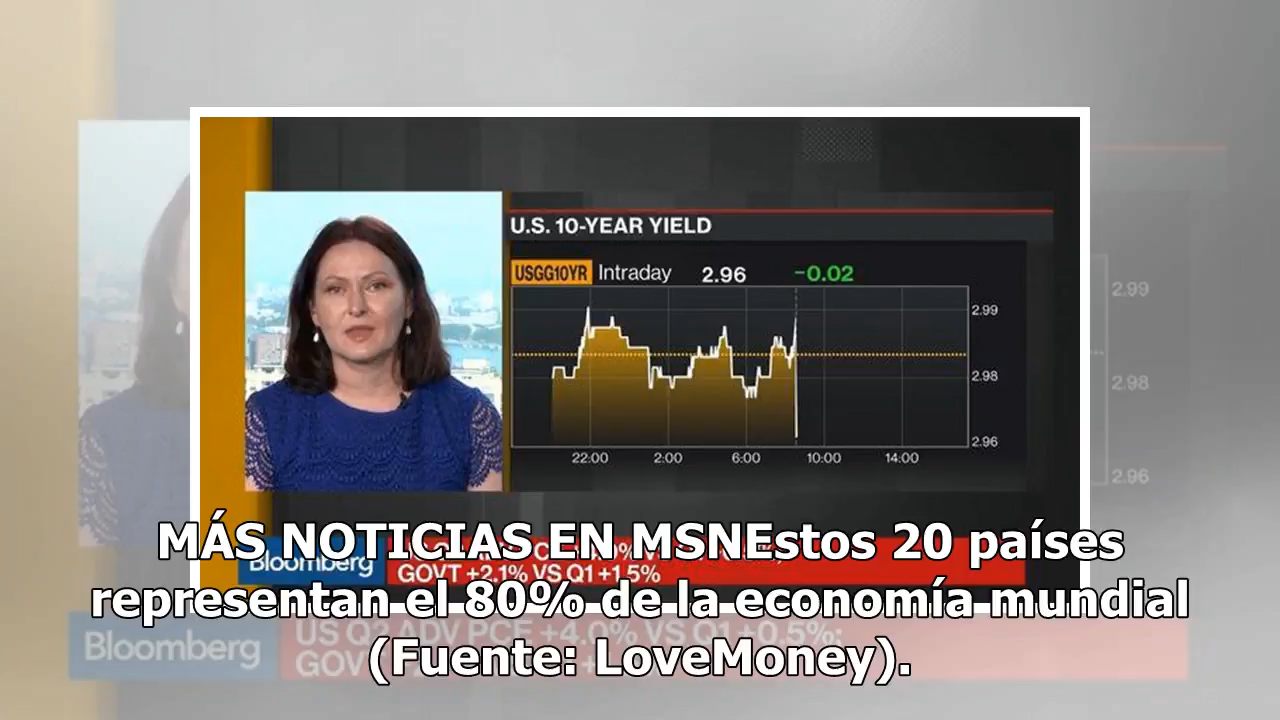 U.S. 10-YEAR YIELD
USGG10YR Intraday 2.96 -0.02
2.99
2.98
2.96
22:00 2:00 6:00 10:00 14:00
2.99
2.98
2.96
MÁS NOTICIAS EN MSNEstos 20 países
representan el 80% de la economía mundial
(Fuente: LoveMoney).
Bloomberg
GOVT +2.1% VS Q1 +1.5%
Bloomberg
US Q2 ADV PCE +4.0% VS Q1 +0.5%;